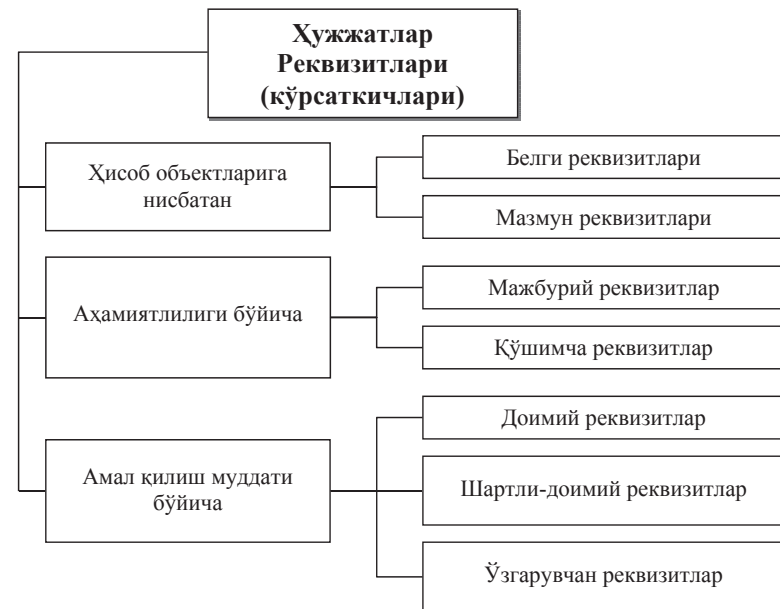 Ҳужжатлар
Реквизитлари
(кўрсаткичлари)
Ҳисоб объектларига
нисбатан
Белги реквизитлари
Мазмун реквизитлари
Аҳамиятлилиги бўйича
Мажбурий реквизитлар
Қўшимча реквизитлар
Амал қилиш муддати
бўйича
Доимий реквизитлар
Шартли-доимий реквизитлар
Ўзгарувчан реквизитлар